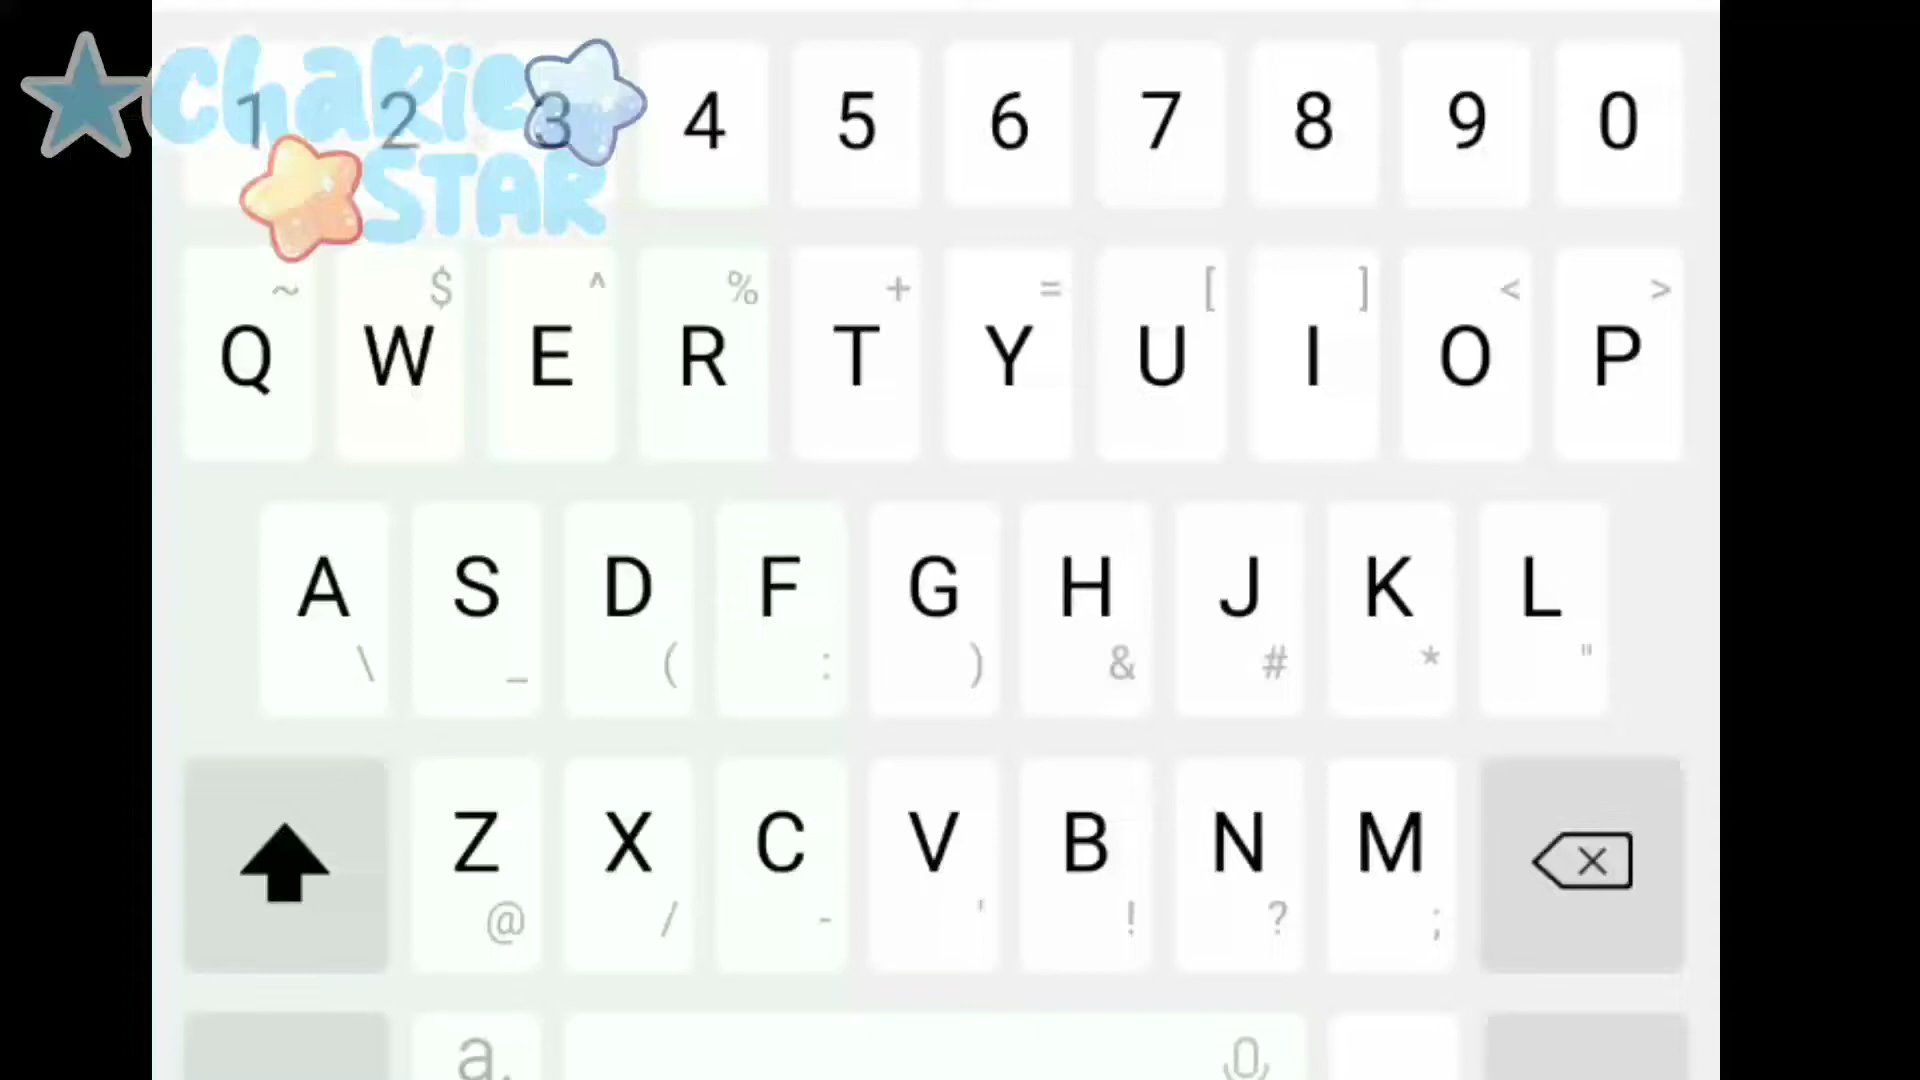 CHARIE
STAR
1 2 3 4 5 6 7 8 9 0
~ $ ^ % + = [ ] < >
Q W E R T Y U I O P
A S D F G H J K L
\ _ ( : ) & # * "
Z X C V B N M
@ / - ' ! ? ;
a.